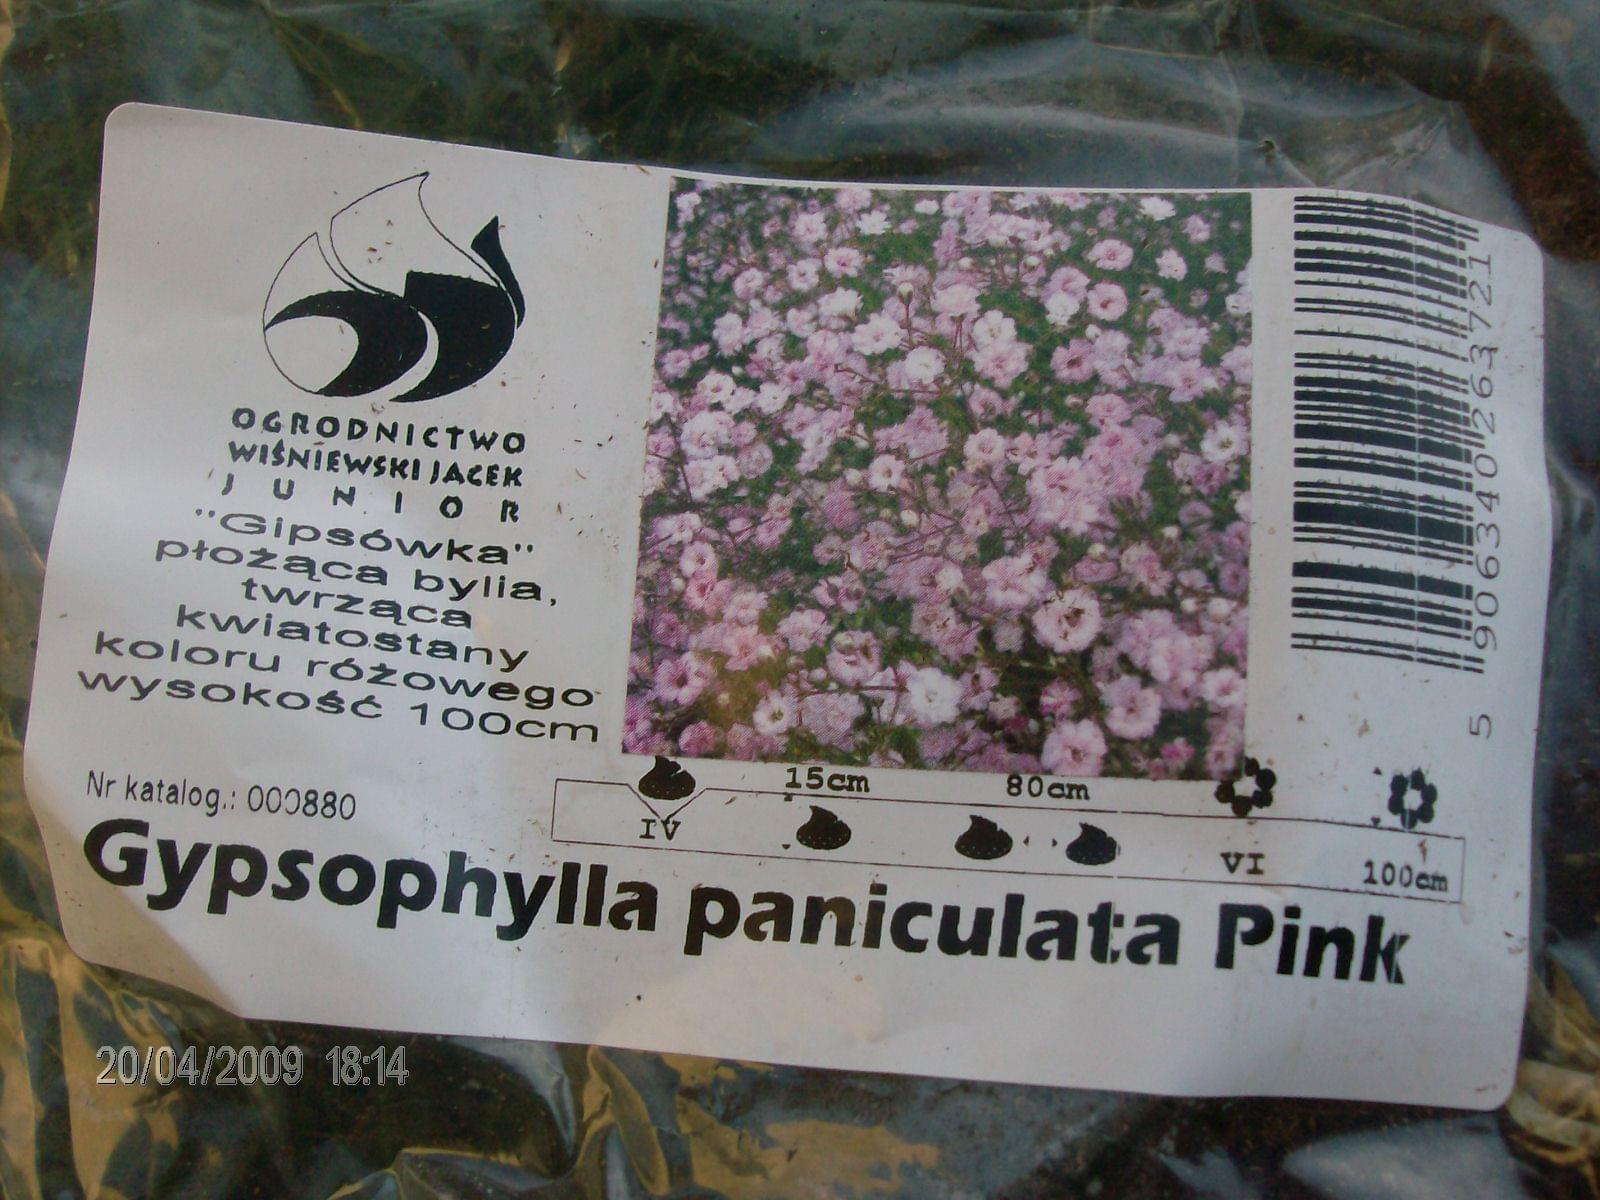 OGRODNICTWO
WIŚNIEWSKI JACEK
JUNIOR
"Gipsówka"
płożąca bylia,
twrząca
kwiatostany
koloru różowego
wysokość 100cm
5 906340 263721
Nr katalog.: 000880
15cm 80cm
IV VI 100cm
Gypsophylla paniculata Pink
20/04/2009 18:14